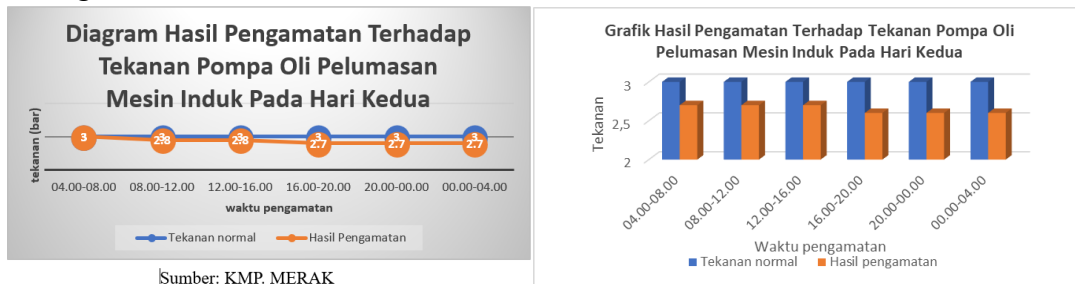 Diagram Hasil Pengamatan Terhadap
Tekanan Pompa Oli Pelumasan
Mesin Induk Pada Hari Kedua
tekanan (bar)
3 3 3 3 3
3 2.8 2.8 2.7 2.7 2.7
04.00-08.00 08.00-12.00 12.00-16.00 16.00-20.00 20.00-00.00 00.00-04.00
waktu pengamatan
Tekanan normal Hasil Pengamatan
Sumber: KMP. MERAK
Grafik Hasil Pengamatan Terhadap Tekanan Pompa Oli
Pelumasan Mesin Induk Pada Hari Kedua
Tekanan
3
2,5
2
04.00-08.00 08.00-12.00 12.00-16.00 16.00-20.00 20.00-00.00 00.00-04.00
Waktu pengamatan
Tekanan normal Hasil pengamatan